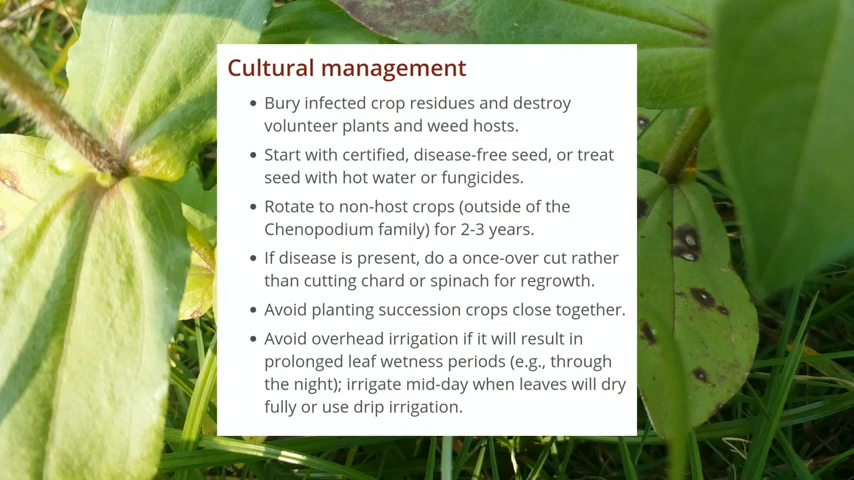 Cultural management
• Bury infected crop residues and destroy
volunteer plants and weed hosts.
• Start with certified, disease-free seed, or treat
seed with hot water or fungicides.
• Rotate to non-host crops (outside of the
Chenopodium family) for 2-3 years.
• If disease is present, do a once-over cut rather
than cutting chard or spinach for regrowth.
• Avoid planting succession crops close together.
• Avoid overhead irrigation if it will result in
prolonged leaf wetness periods (e.g., through
the night); irrigate mid-day when leaves will dry
fully or use drip irrigation.